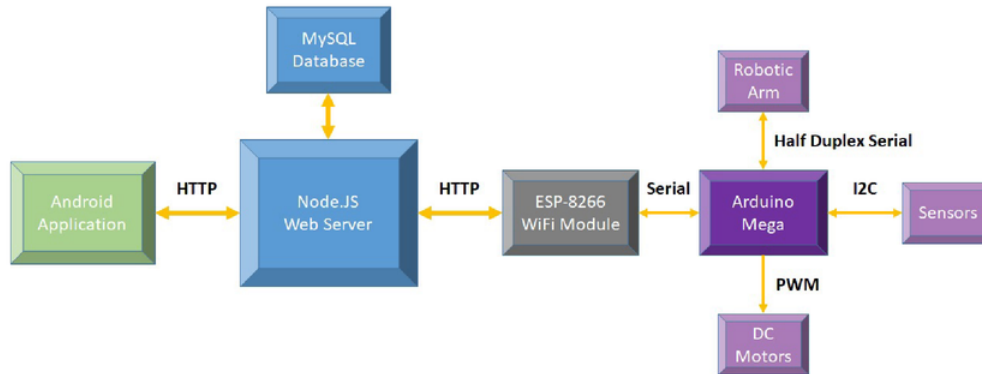 MySQL
Database
Robotic
Arm
Half Duplex Serial
Android
Application
HTTP
Node.JS
Web Server
HTTP
ESP-8266
WiFi Module
Serial
Arduino
Mega
I2C
Sensors
PWM
DC
Motors